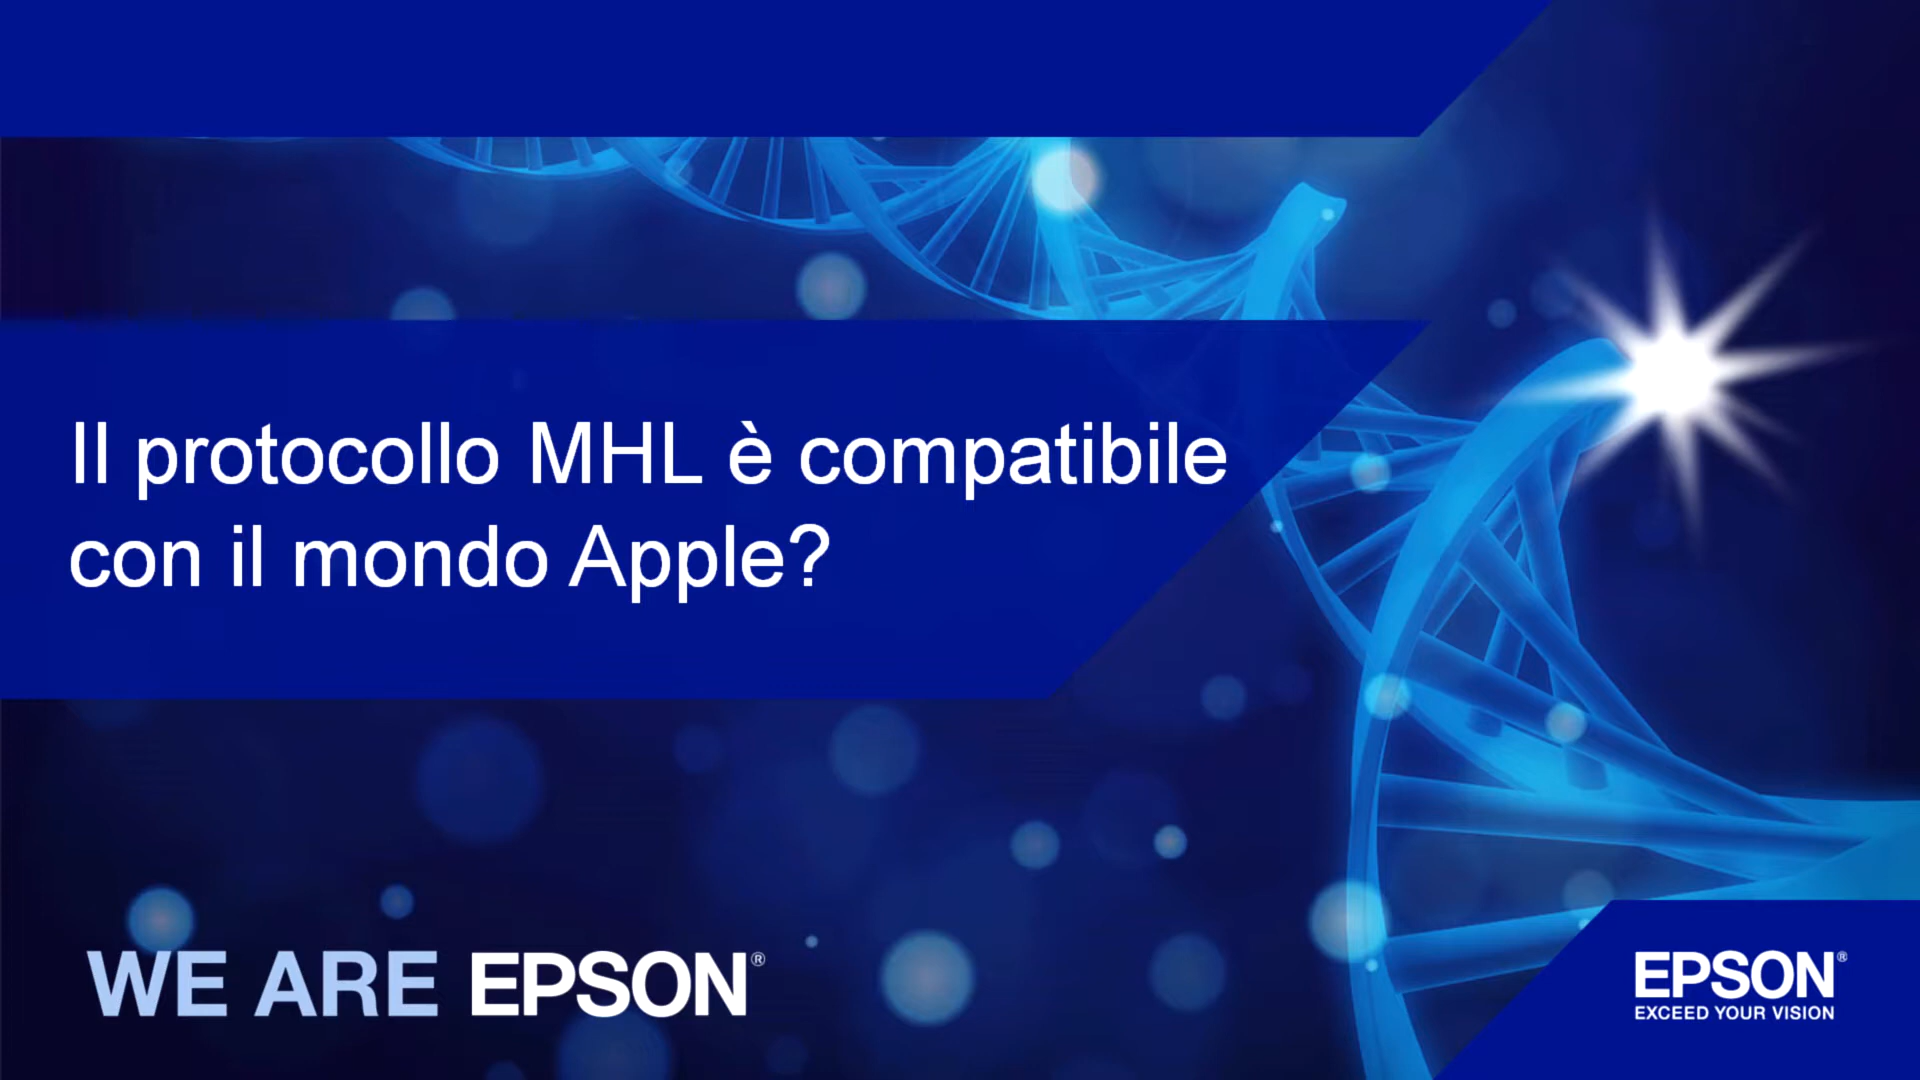 Il protocollo MHL è compatibile
con il mondo Apple?
WE ARE EPSON®
EPSON®
EXCEED YOUR VISION